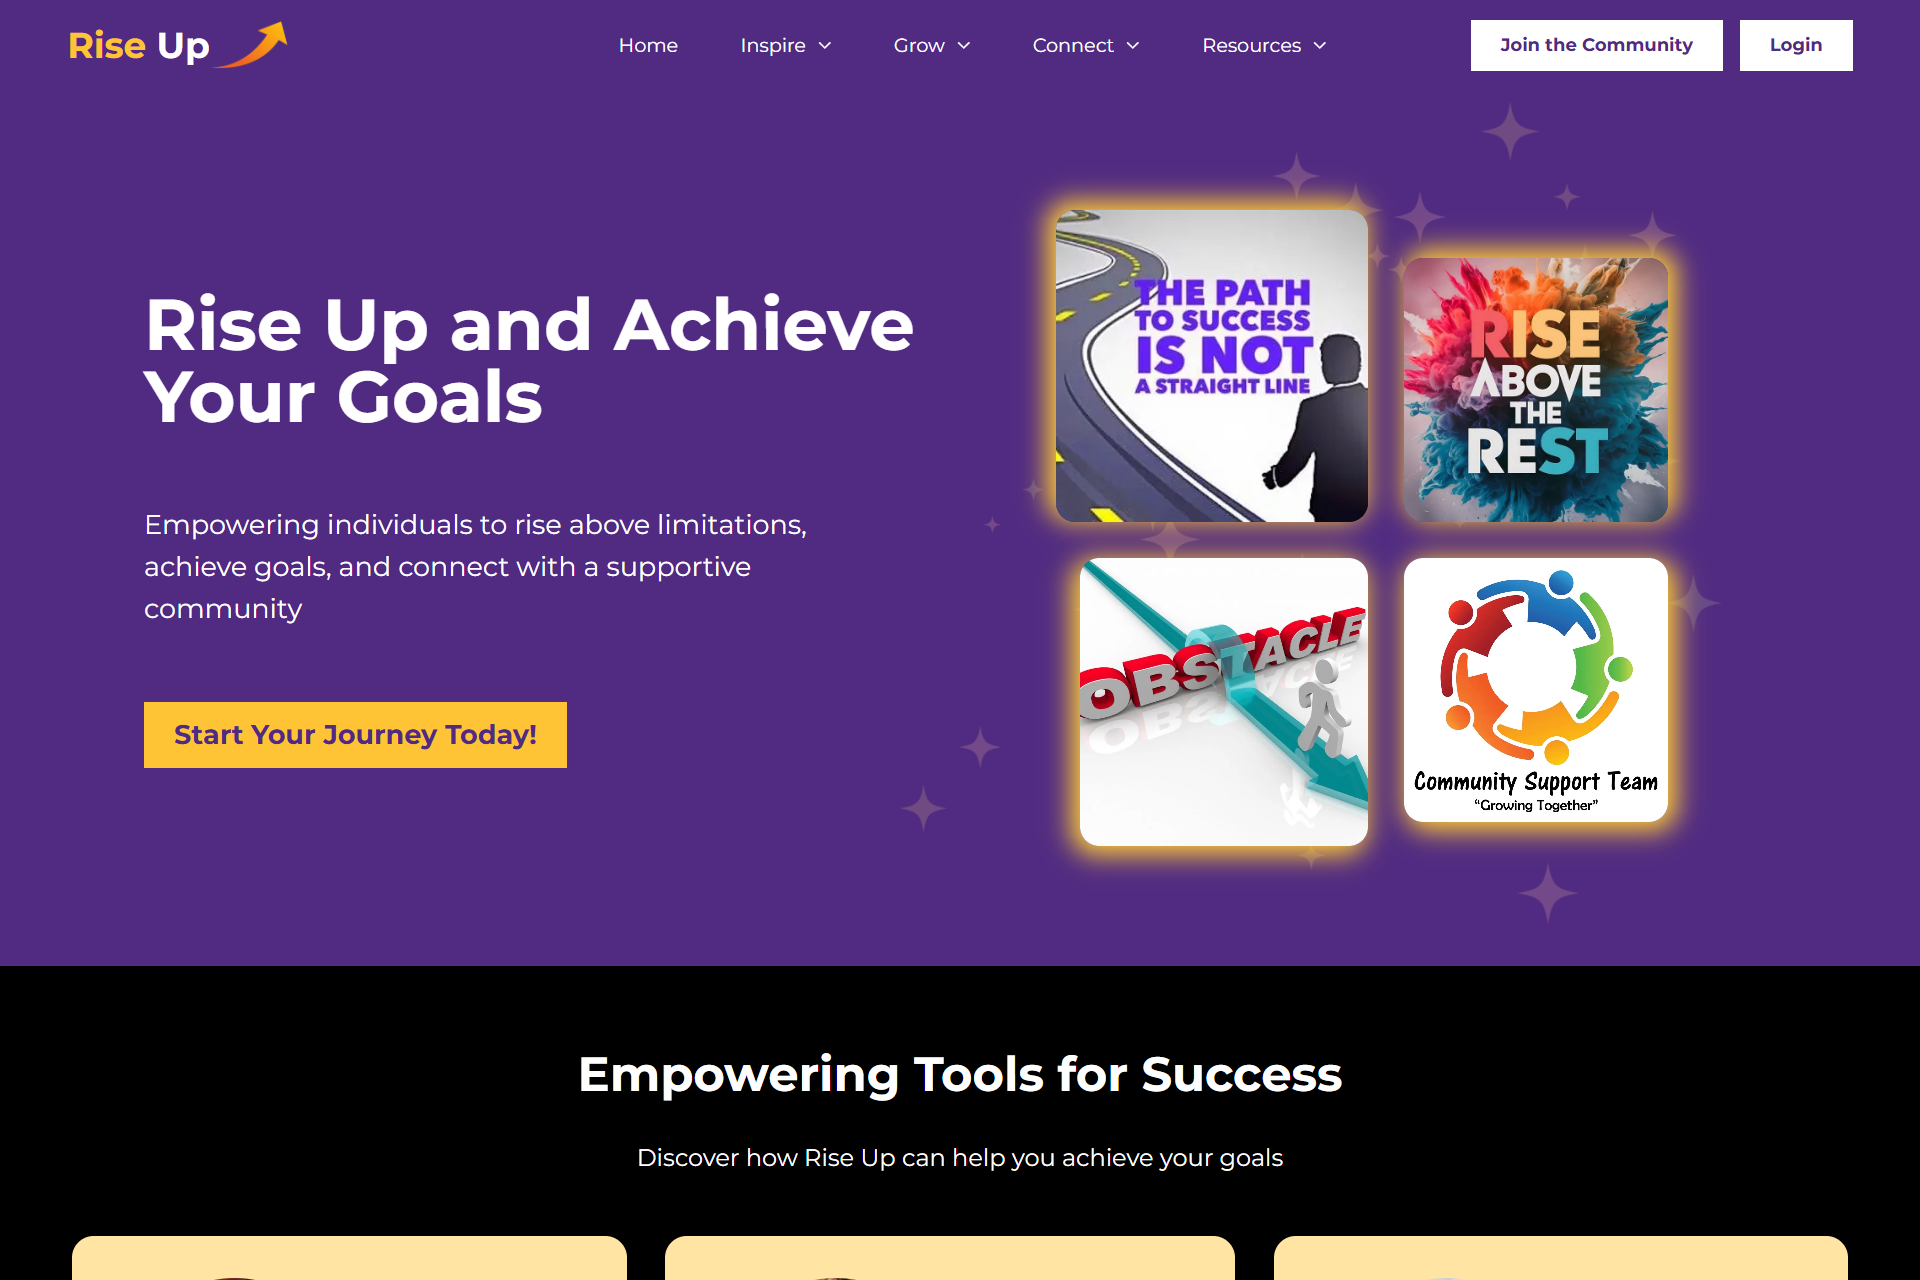 Rise Up
Home
Inspire
Grow
Connect
Resources
Join the Community
Login
Rise Up and Achieve
Your Goals
Empowering individuals to rise above limitations,
achieve goals, and connect with a supportive
community
Start Your Journey Today!
THE PATH
TO SUCCESS
IS NOT
A STRAIGHT LINE
RISE
ABOVE
THE
REST
OBSTACLE
Community Support Team
“Growing Together”
Empowering Tools for Success
Discover how Rise Up can help you achieve your goals